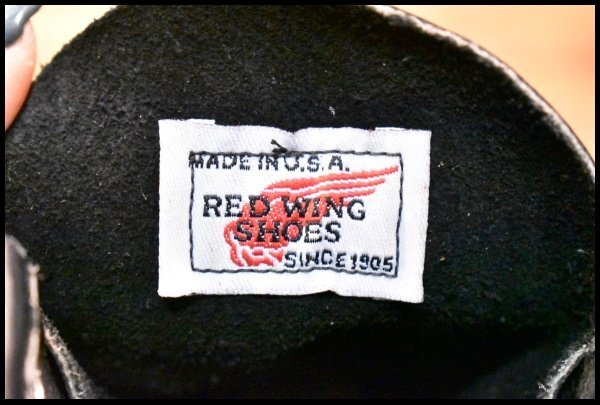 MADE IN U.S.A.
RED WING
SHOES
SINCE 1905